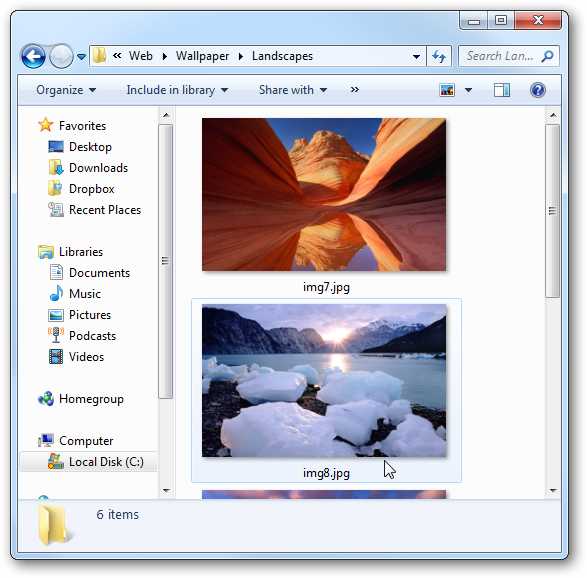 « Web ▸ Wallpaper ▸ Landscapes
Search Lan...
Organize Include in library Share with »
Favorites
Desktop
Downloads
Dropbox
Recent Places
Libraries
Documents
Music
Pictures
Podcasts
Videos
Homegroup
Computer
Local Disk (C:)
img7.jpg
img8.jpg
6 items